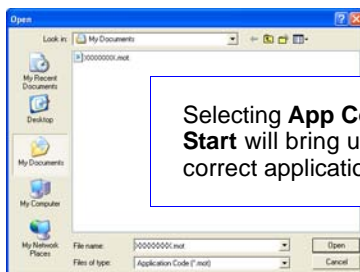 Open
Look in:
My Documents
XXXXXXXX.mot
My Recent
Documents
Desktop
My Documents
My Computer
My Network
Places
Selecting App Co
Start will bring u
correct applicatio
File name:
XXXXXXXX.mot
Open
Files of type:
Application Code (*.mot)
Cancel